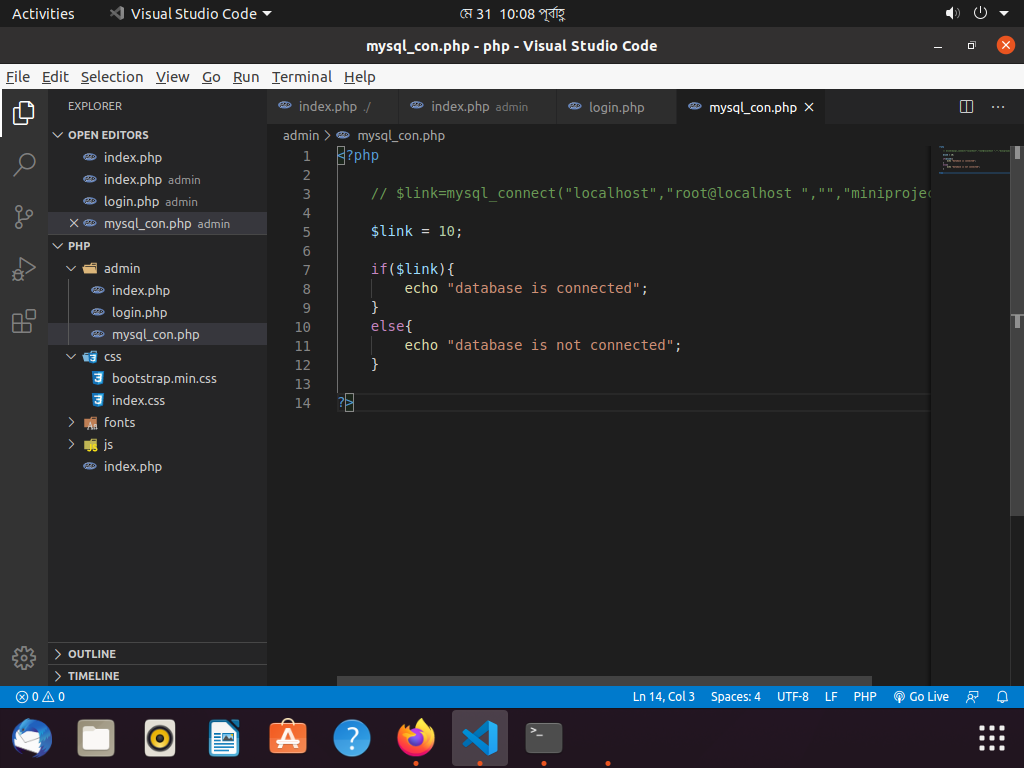 Activities Visual Studio Code মে 31 10:08 পূর্বাহ্ণ
mysql_con.php - php - Visual Studio Code
File Edit Selection View Go Run Terminal Help
EXPLORER
OPEN EDITORS
index.php
index.php admin
login.php admin
mysql_con.php admin
PHP
admin
index.php
login.php
mysql_con.php
css
bootstrap.min.css
index.css
fonts
js
index.php
OUTLINE
TIMELINE
index.php ./ index.php admin login.php mysql_con.php
admin > mysql_con.php
1 <?php
2
3 // $link=mysql_connect("localhost","root@localhost ","","miniprojec
4
5 $link = 10;
6
7 if($link){
8 echo "database is connected";
9 }
10 else{
11 echo "database is not connected";
12 }
13
14 ?>
0 0 Ln 14, Col 3 Spaces: 4 UTF-8 LF PHP Go Live